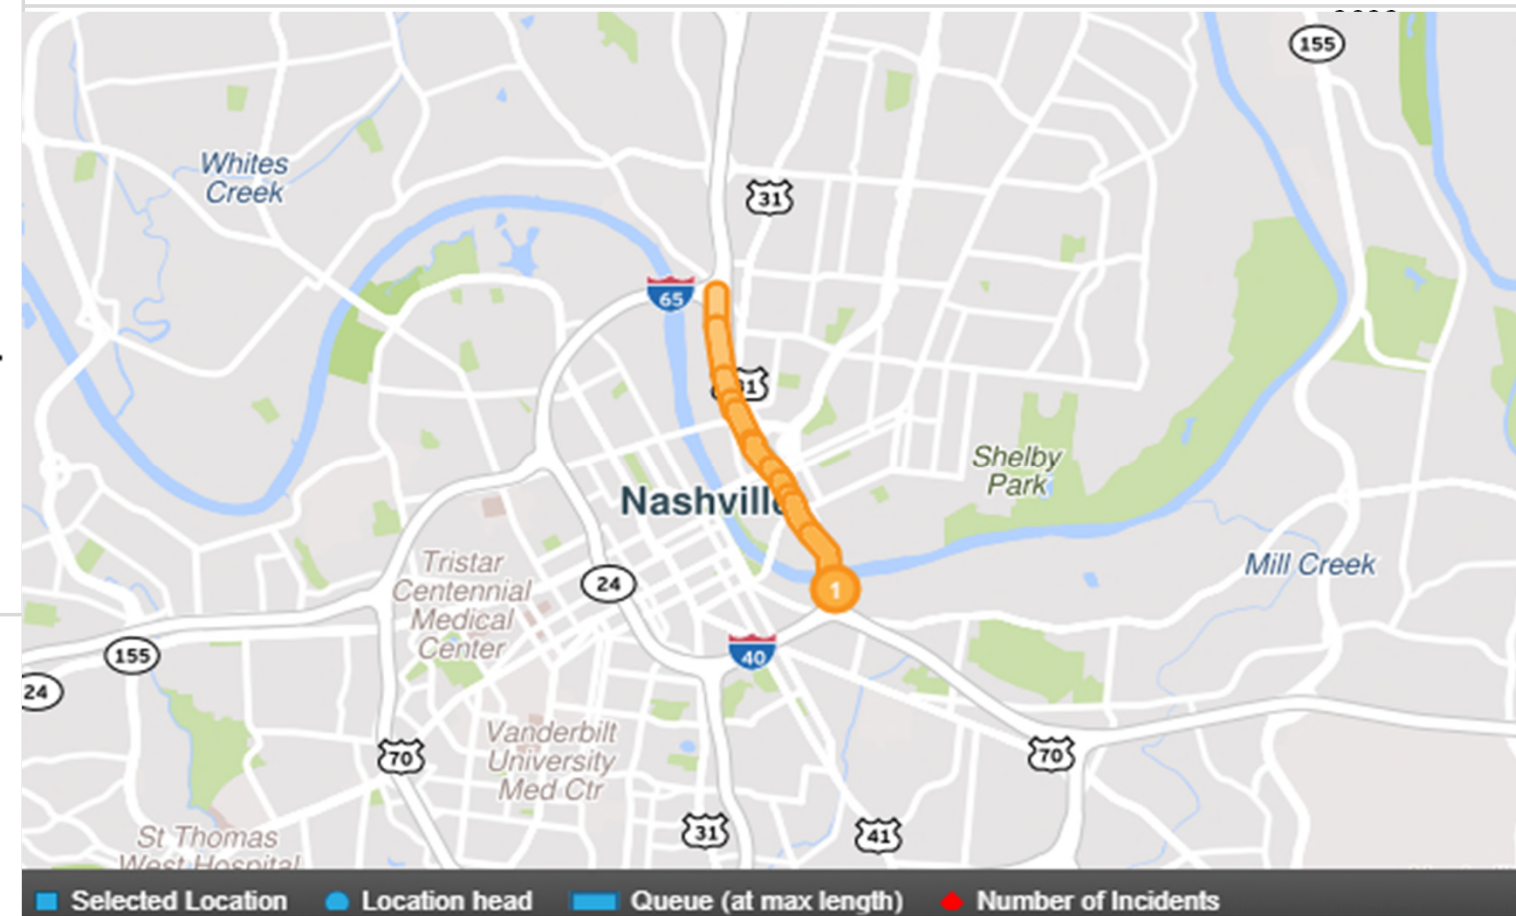 155
Whites
Creek
31
65
31
Shelby
Park
Nashville
Mill Creek
Tristar
Centennial
Medical
Center
24
1
155
40
24
Vanderbilt
University
Med Ctr
70
70
31
41
St Thomas
West Hospital
Selected Location
Location head
Queue (at max length)
Number of Incidents